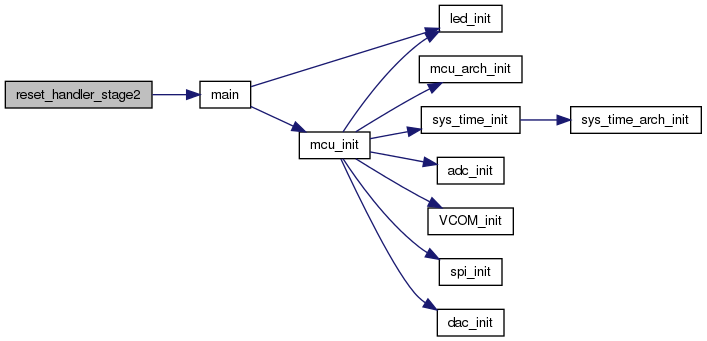 reset_handler_stage2
main
mcu_init
led_init
mcu_arch_init
sys_time_init
sys_time_arch_init
adc_init
VCOM_init
spi_init
dac_init